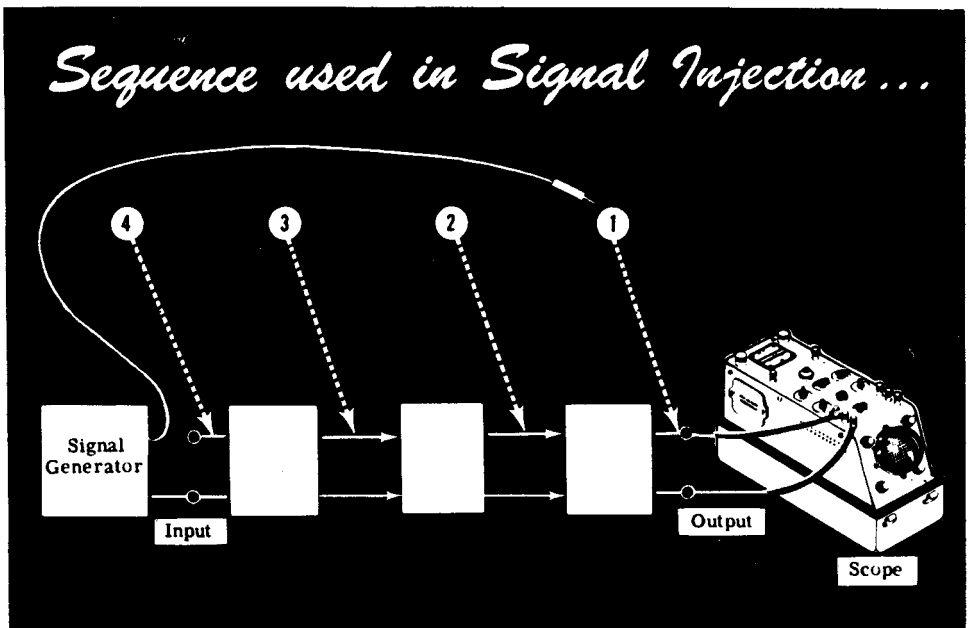 Sequence used in Signal Injection...
4 3 2 1
Signal
Generator
Input
Output
Scope